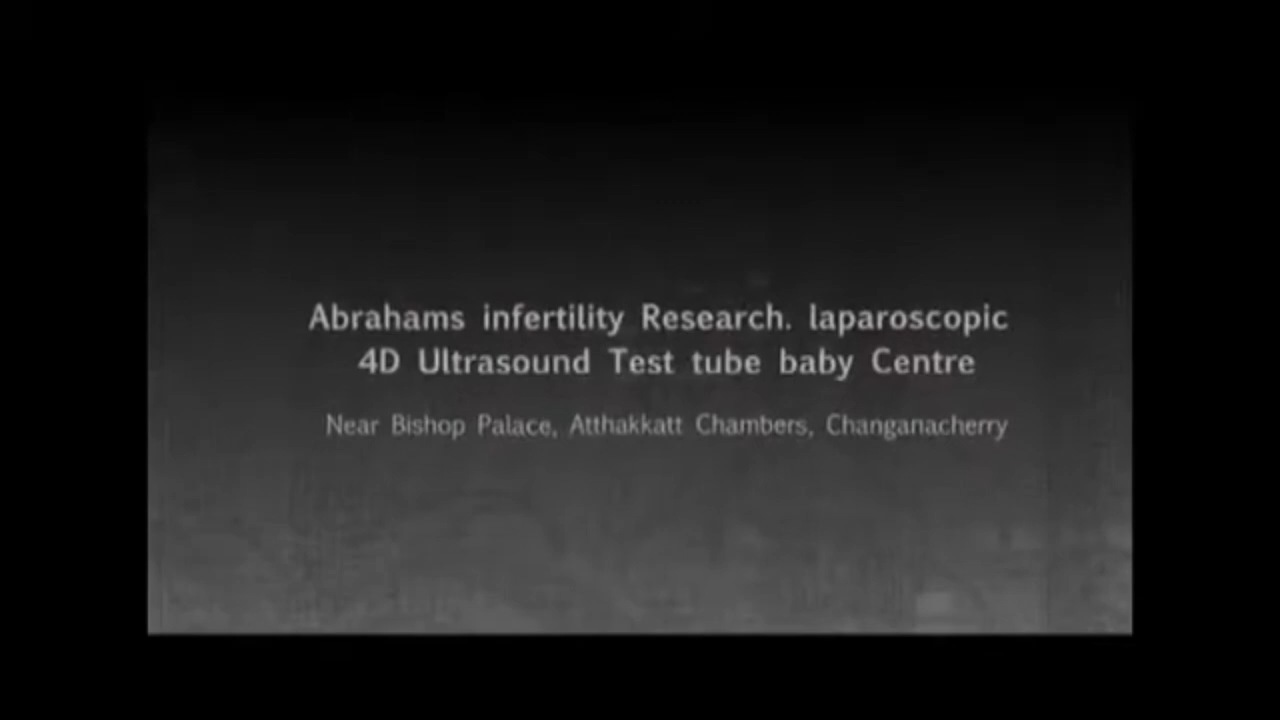 Abrahams infertility Research. laparoscopic
4D Ultrasound Test tube baby Centre
Near Bishop Palace, Atthakkatt Chambers, Changanacherry